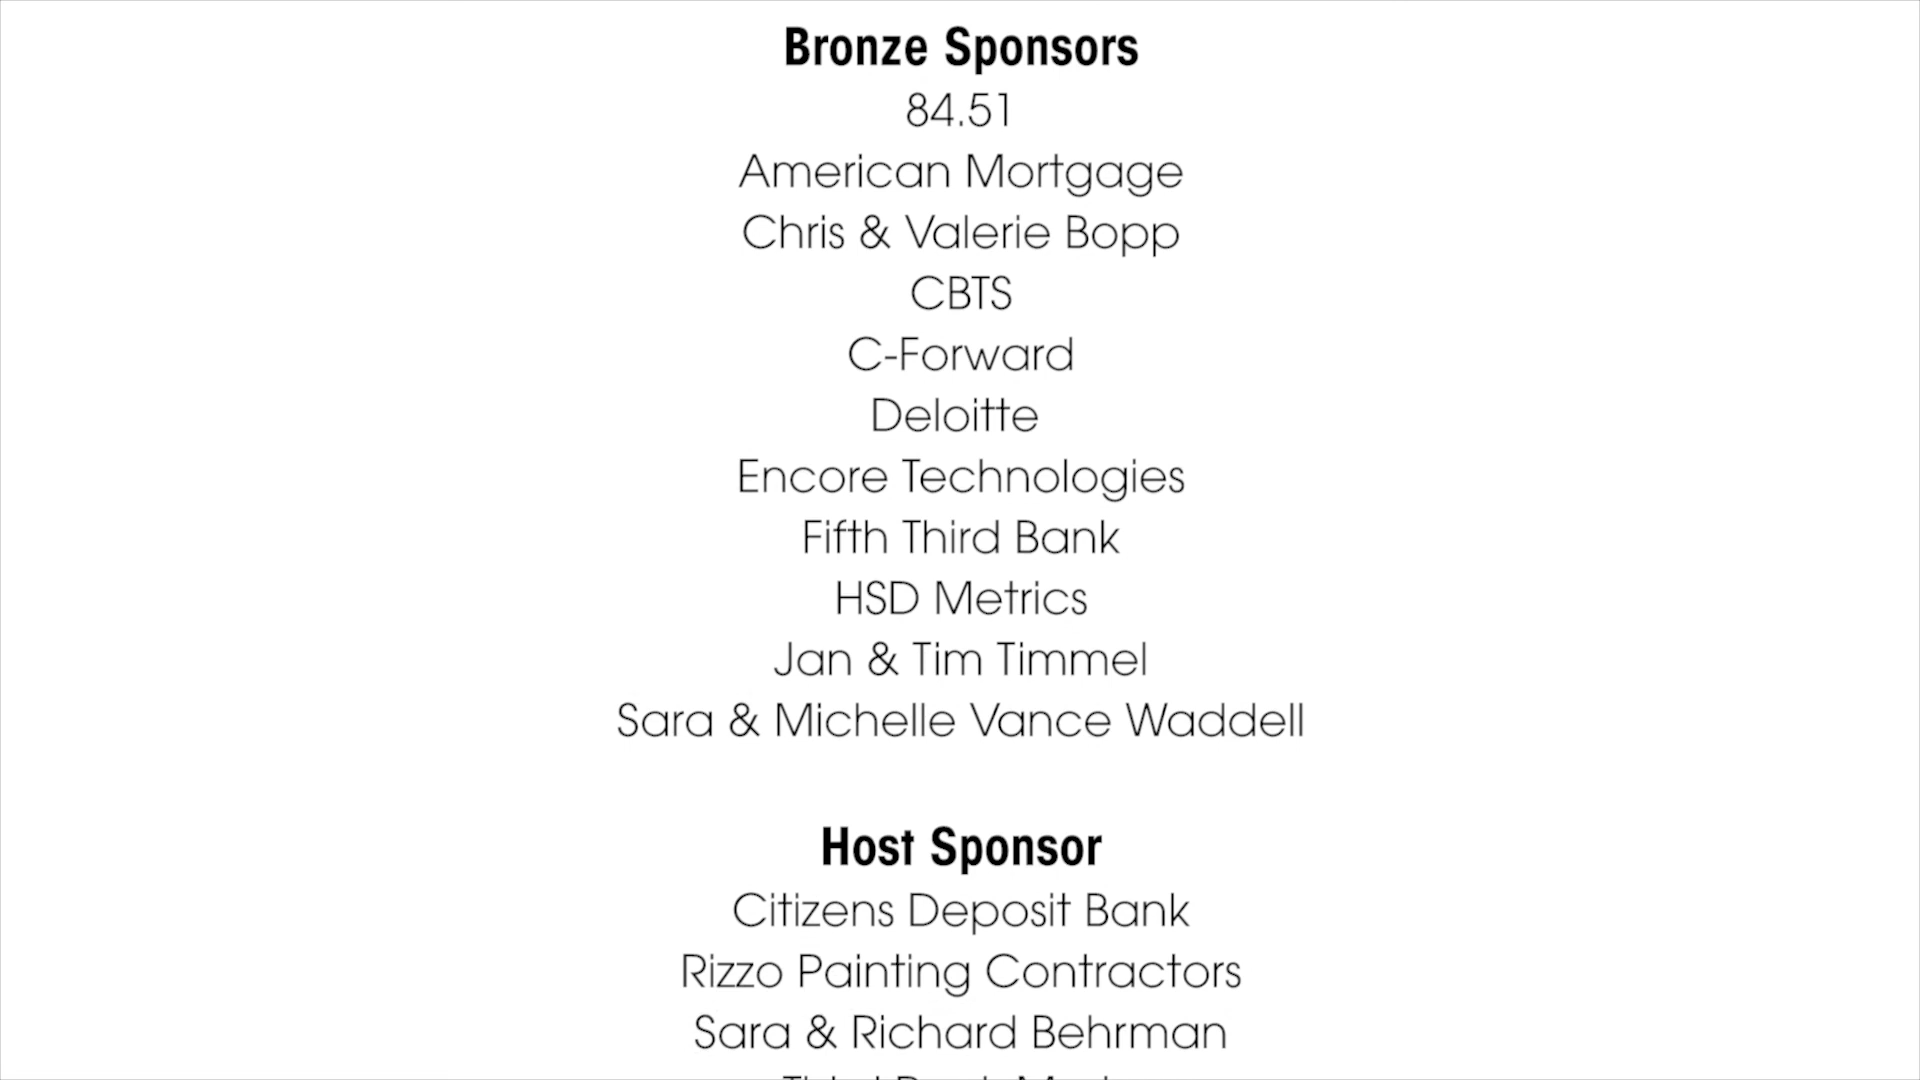 Bronze Sponsors
84.51
American Mortgage
Chris & Valerie Bopp
CBTS
C-Forward
Deloitte
Encore Technologies
Fifth Third Bank
HSD Metrics
Jan & Tim Timmel
Sara & Michelle Vance Waddell
Host Sponsor
Citizens Deposit Bank
Rizzo Painting Contractors
Sara & Richard Behrman